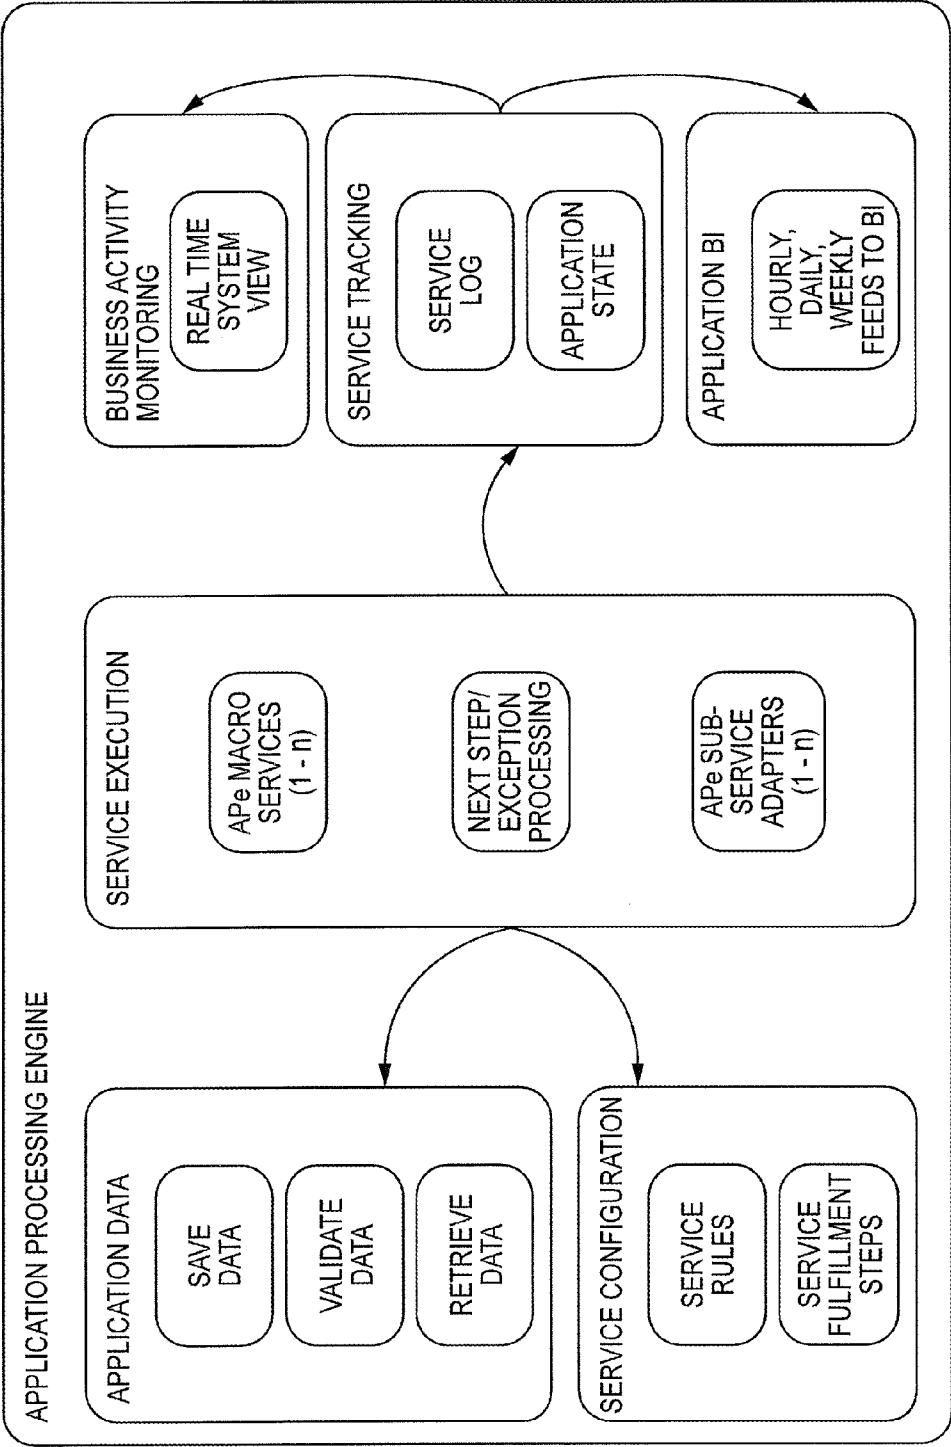 APPLICATION PROCESSING ENGINE
APPLICATION DATA
SAVE
DATA
VALIDATE
DATA
RETRIEVE
DATA
SERVICE CONFIGURATION
SERVICE
RULES
SERVICE
FULFILLMENT
STEPS
SERVICE EXECUTION
APe MACRO
SERVICES
(1 - n)
NEXT STEP/
EXCEPTION
PROCESSING
APe SUB-
SERVICE
ADAPTERS
(1 - n)
BUSINESS ACTIVITY
MONITORING
REAL TIME
SYSTEM
VIEW
SERVICE TRACKING
SERVICE
LOG
APPLICATION
STATE
APPLICATION BI
HOURLY,
DAILY,
WEEKLY
FEEDS TO BI